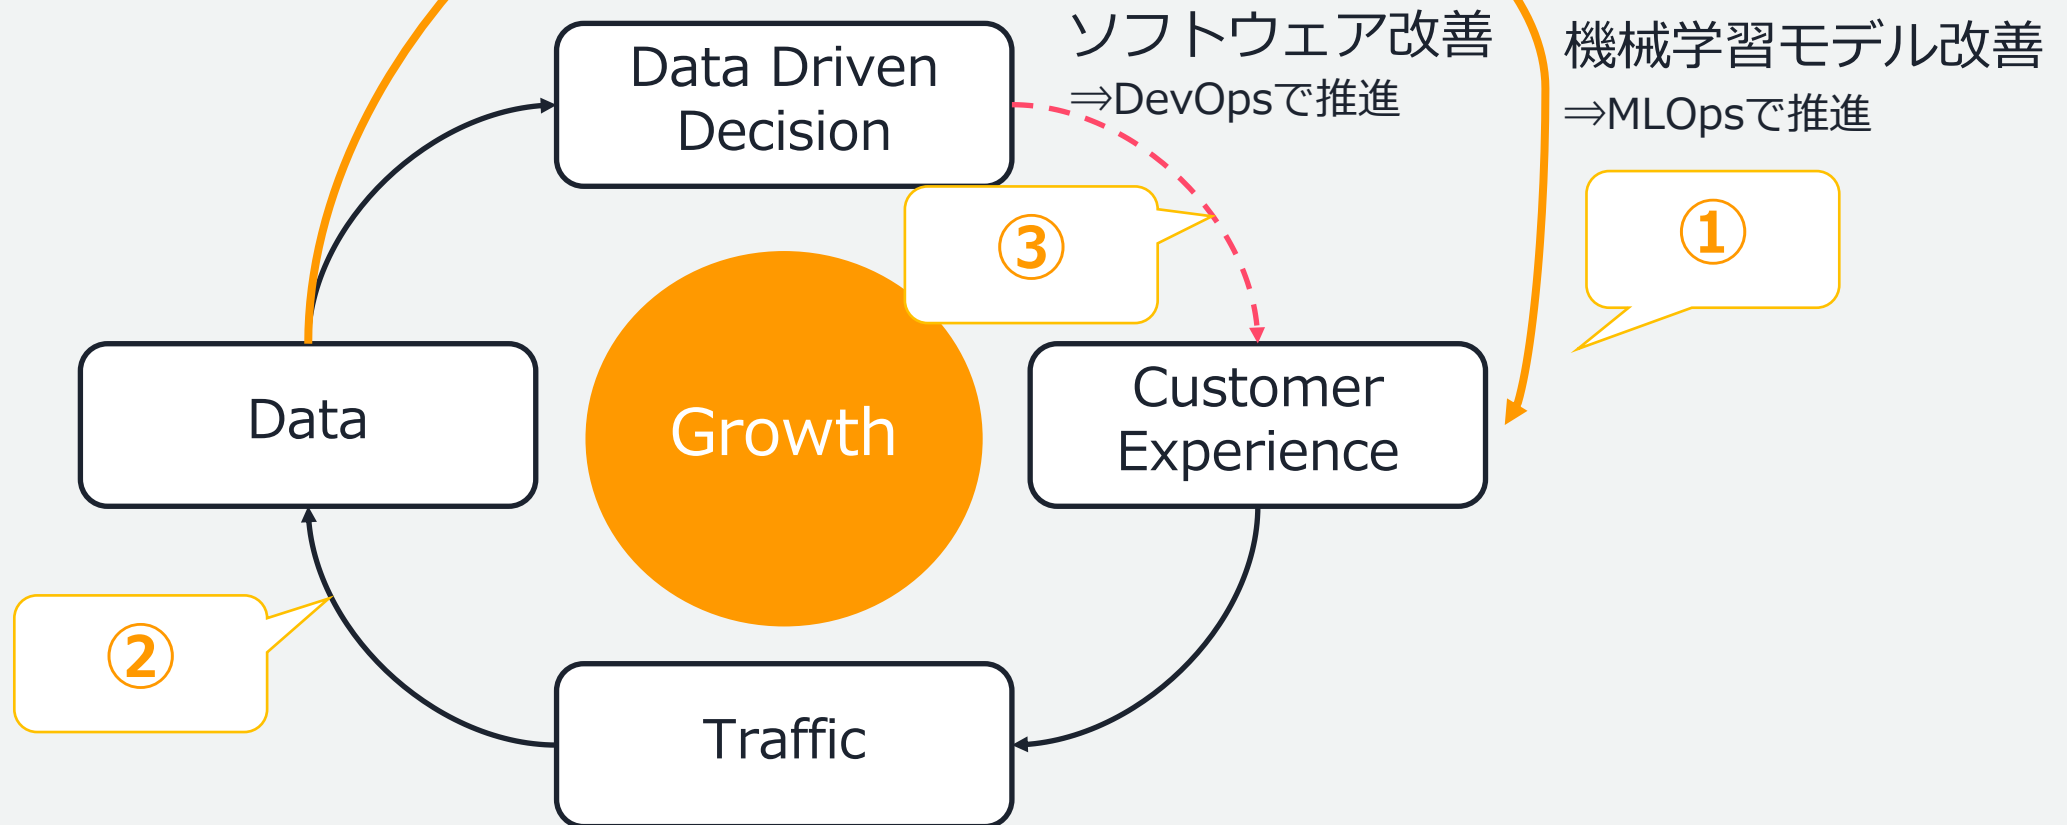 Data Driven
Decision
ソフトウェア改善
⇒DevOpsで推進
機械学習モデル改善
⇒MLOpsで推進
①
③
Data
Growth
Customer
Experience
②
Traffic